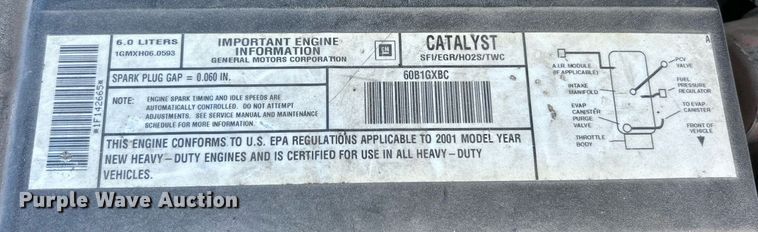 6.0 LITERS
1GMXH06.0593
IMPORTANT ENGINE
INFORMATION
GENERAL MOTORS CORPORATION
GM
CATALYST
SFI/EGR/HO2S/TWC
A
SPARK PLUG GAP = 0.060 IN.
60B1GXBC
NOTE:
ENGINE SPARK TIMING AND IDLE SPEEDS ARE
AUTOMATICALLY CONTROLLED. DO NOT ATTEMPT
ADJUSTMENTS. SEE SERVICE MANUAL AND MAINTENANCE
SCHEDULE FOR MORE INFORMATION.
THIS ENGINE CONFORMS TO U.S. EPA REGULATIONS APPLICABLE TO 2001 MODEL YEAR
NEW HEAVY-DUTY ENGINES AND IS CERTIFIED FOR USE IN ALL HEAVY-DUTY
VEHICLES.
*1F142665*
A.I.R. MODULE
(IF APPLICABLE)
INTAKE
MANIFOLD
EVAP
CANISTER
PURGE
VALVE
THROTTLE
BODY
PCV
VALVE
FUEL
PRESSURE
REGULATOR
TO EVAP
CANISTER
FRONT OF
VEHICLE
Purple Wave Auction